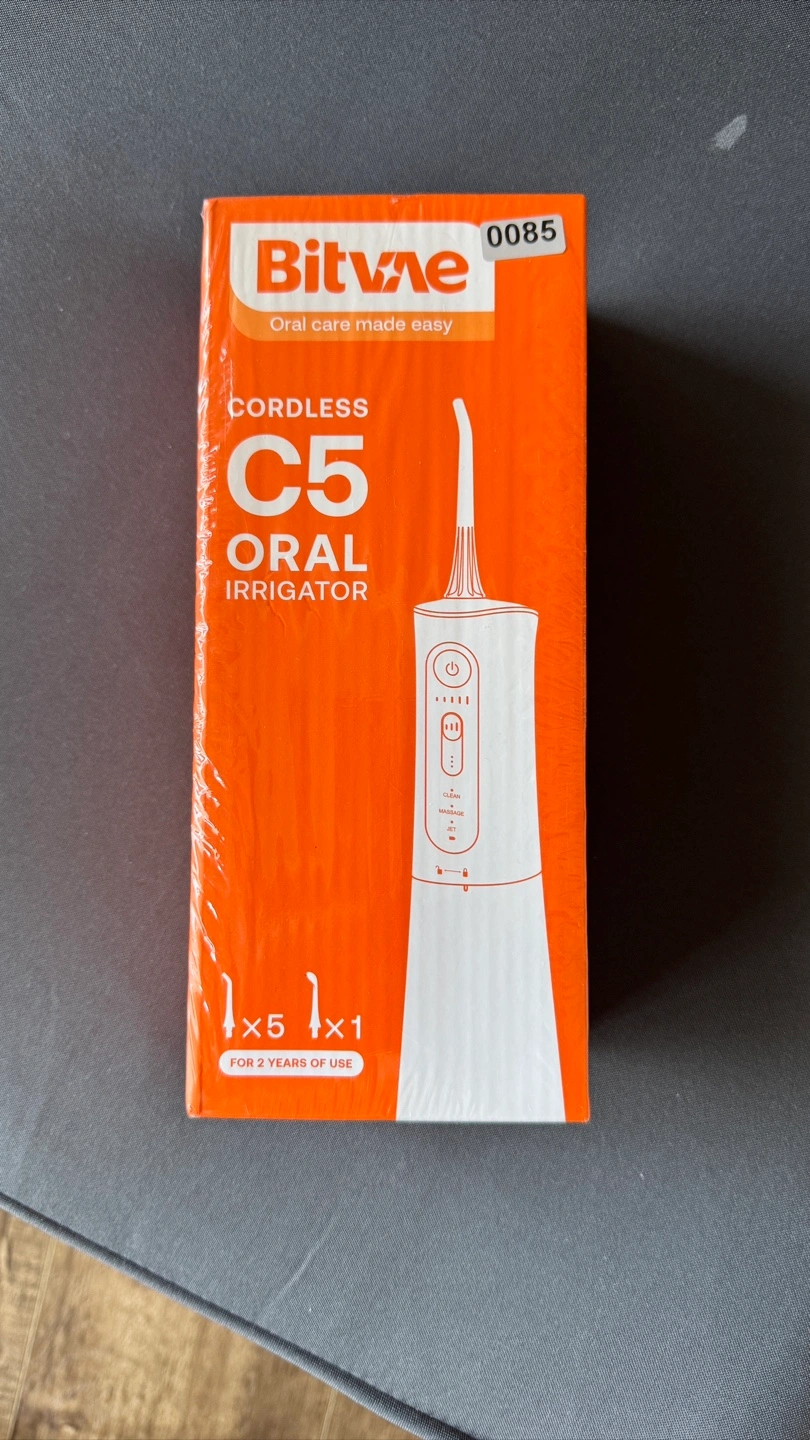 Bitvae
0085
Oral care made easy
CORDLESS
C5
ORAL
IRRIGATOR
CLEAN
MASSAGE
JET
×5 ×1
FOR 2 YEARS OF USE